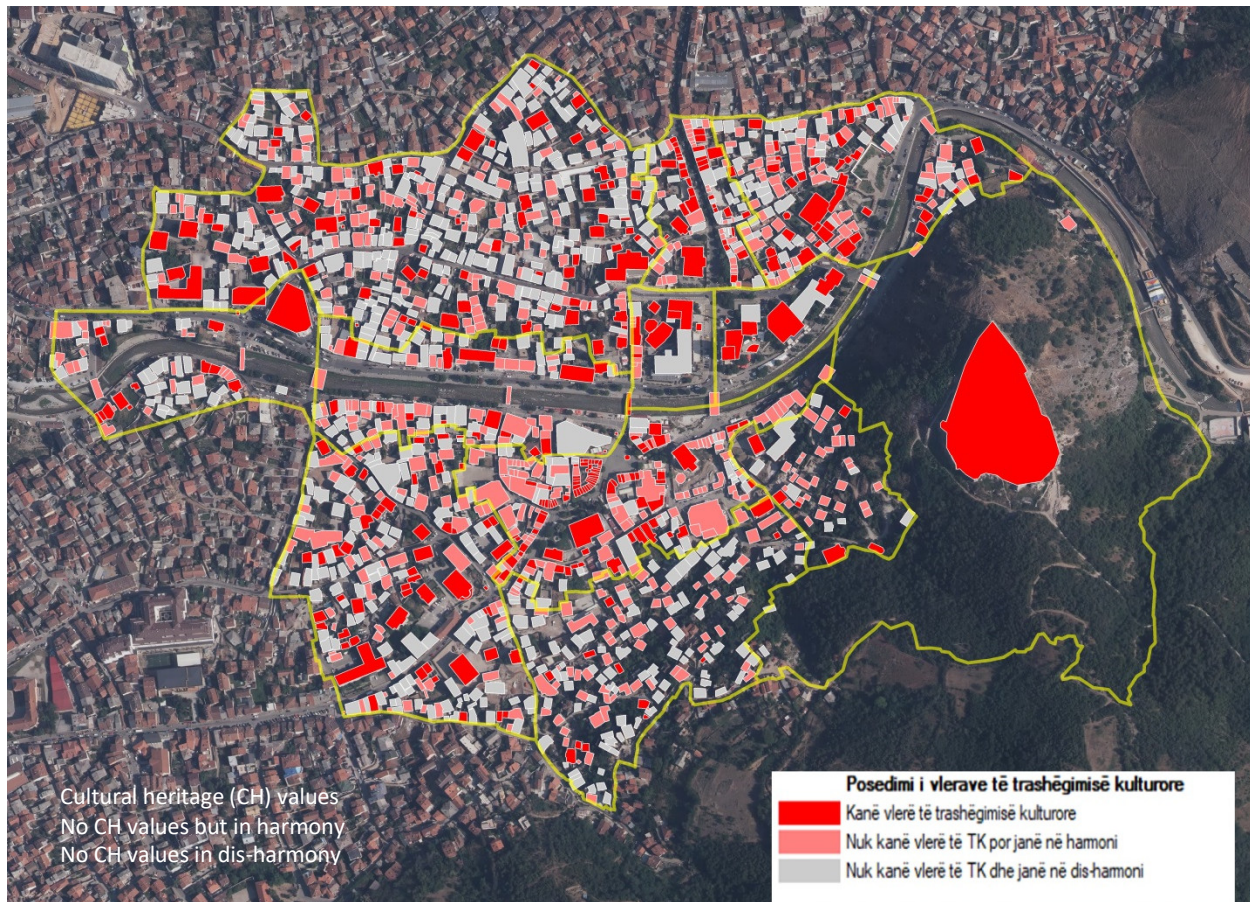 Cultural heritage (CH) values
No CH values but in harmony
No CH values in dis-harmony
Posedimi i vlerave të trashëgimisë kulturore
Kanë vlerë të trashëgimisë kulturore
Nuk kanë vlerë të TK por janë në harmoni
Nuk kanë vlerë të TK dhe janë në dis-harmoni